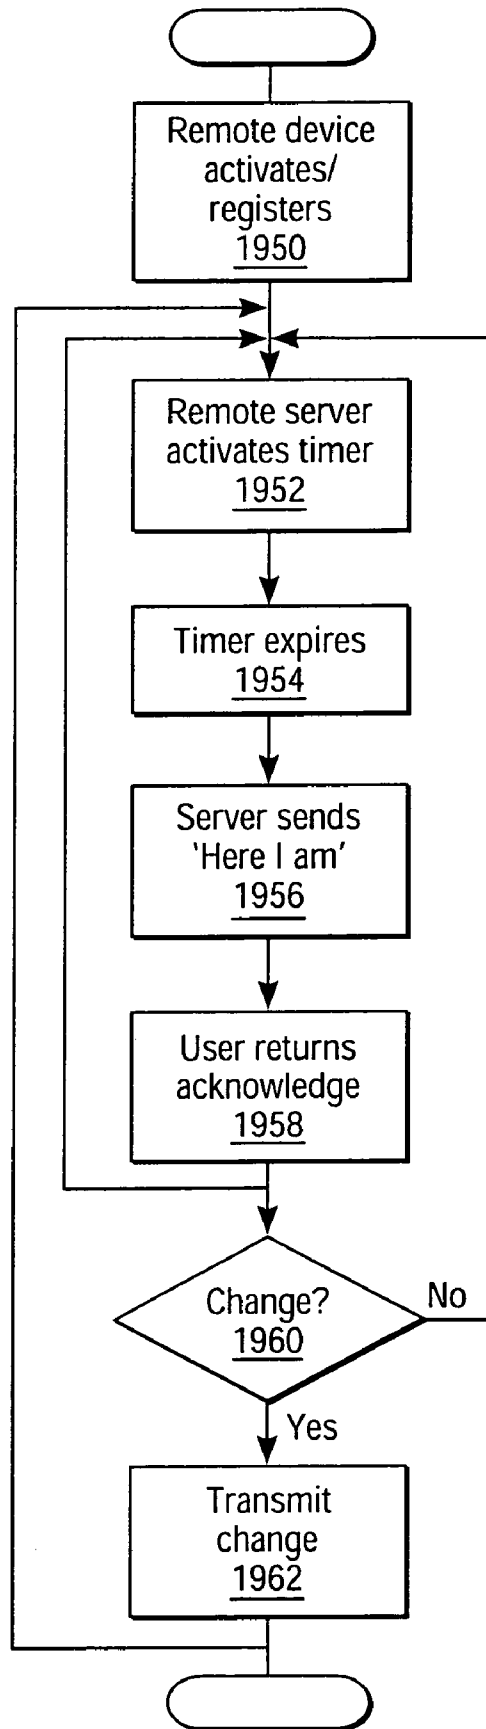 Remote device
activates/
registers
1950
Remote server
activates timer
1952
Timer expires
1954
Server sends
'Here I am'
1956
User returns
acknowledge
1958
Change?
1960
No
Yes
Transmit
change
1962